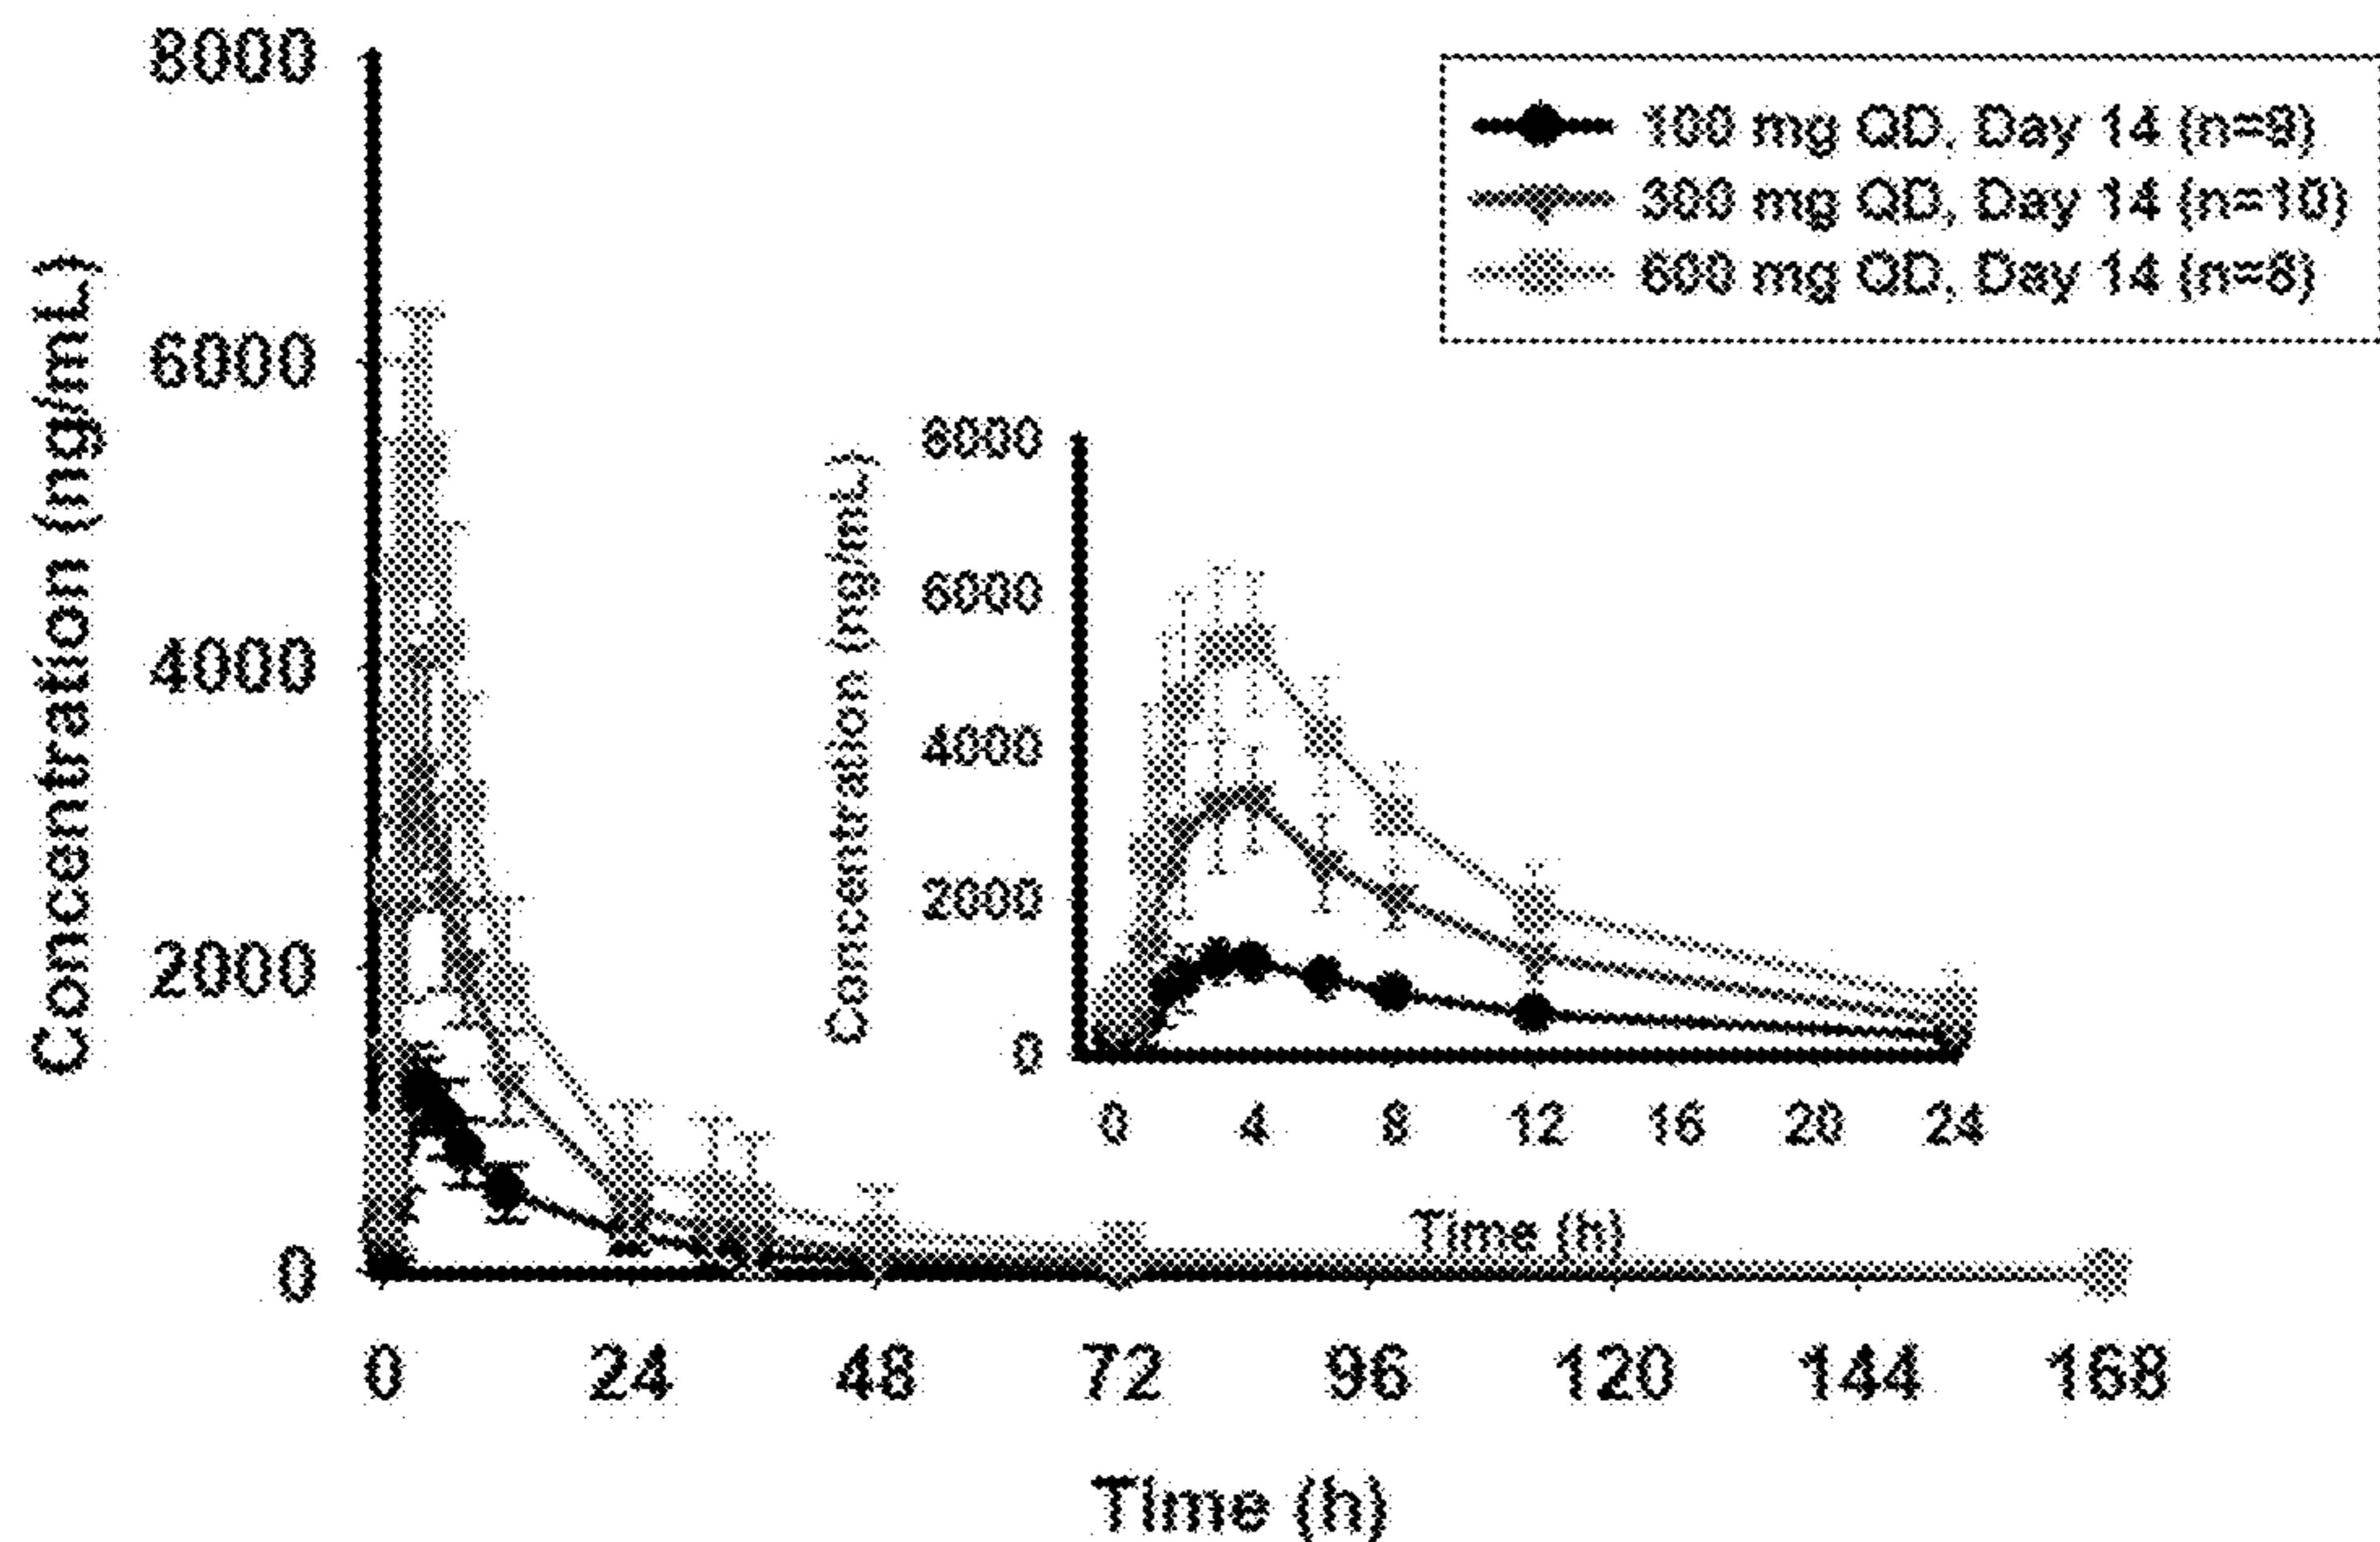 8000
6000
4000
2000
0
Concentration (ng/mL)
100 mg QD, Day 14 (n=9)
300 mg QD, Day 14 (n=10)
600 mg QD, Day 14 (n=8)
8000
6000
4000
2000
0
Concentration (ng/mL)
0 4 8 12 16 20 24
Time (h)
0 24 48 72 96 120 144 168
Time (h)